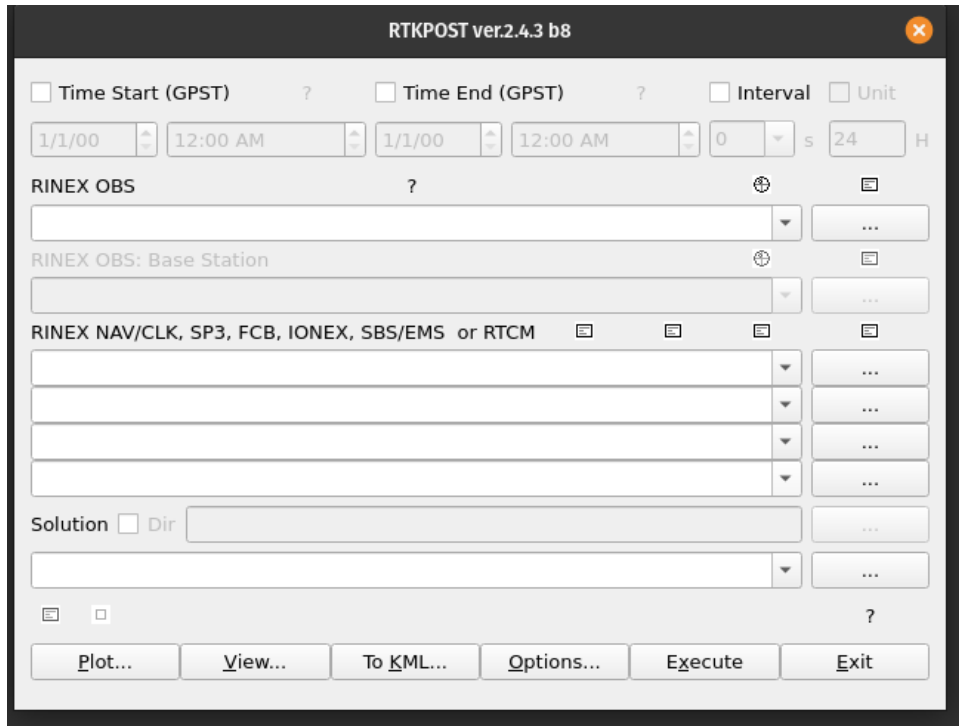 RTKPOST ver.2.4.3 b8
Time Start (GPST) ? Time End (GPST) ? Interval Unit
1/1/00 12:00 AM 1/1/00 12:00 AM 0 s 24 H
RINEX OBS ?
...
RINEX OBS: Base Station
...
RINEX NAV/CLK, SP3, FCB, IONEX, SBS/EMS or RTCM
...
...
...
...
Solution Dir ...
...
?
Plot... View... To KML... Options... Execute Exit